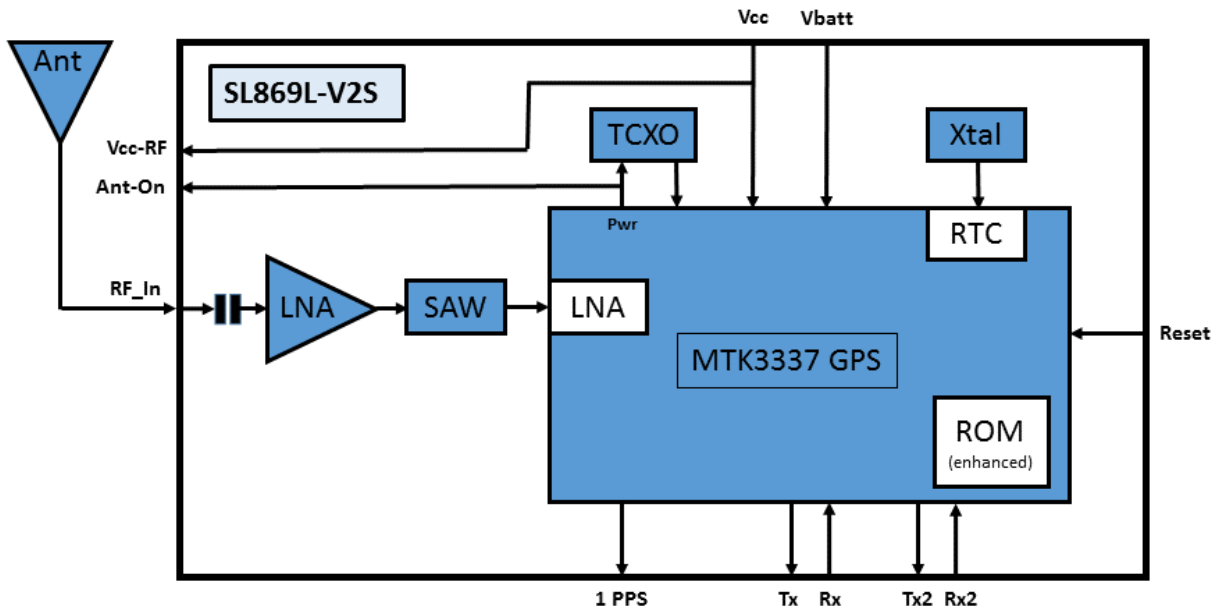 Vcc
Vbatt
Ant
SL869L-V2S
TCXO
Xtal
Vcc-RF
Ant-On
Pwr
RTC
RF_In
LNA
SAW
LNA
Reset
MTK3337 GPS
ROM
(enhanced)
1 PPS
Tx
Rx
Tx2
Rx2